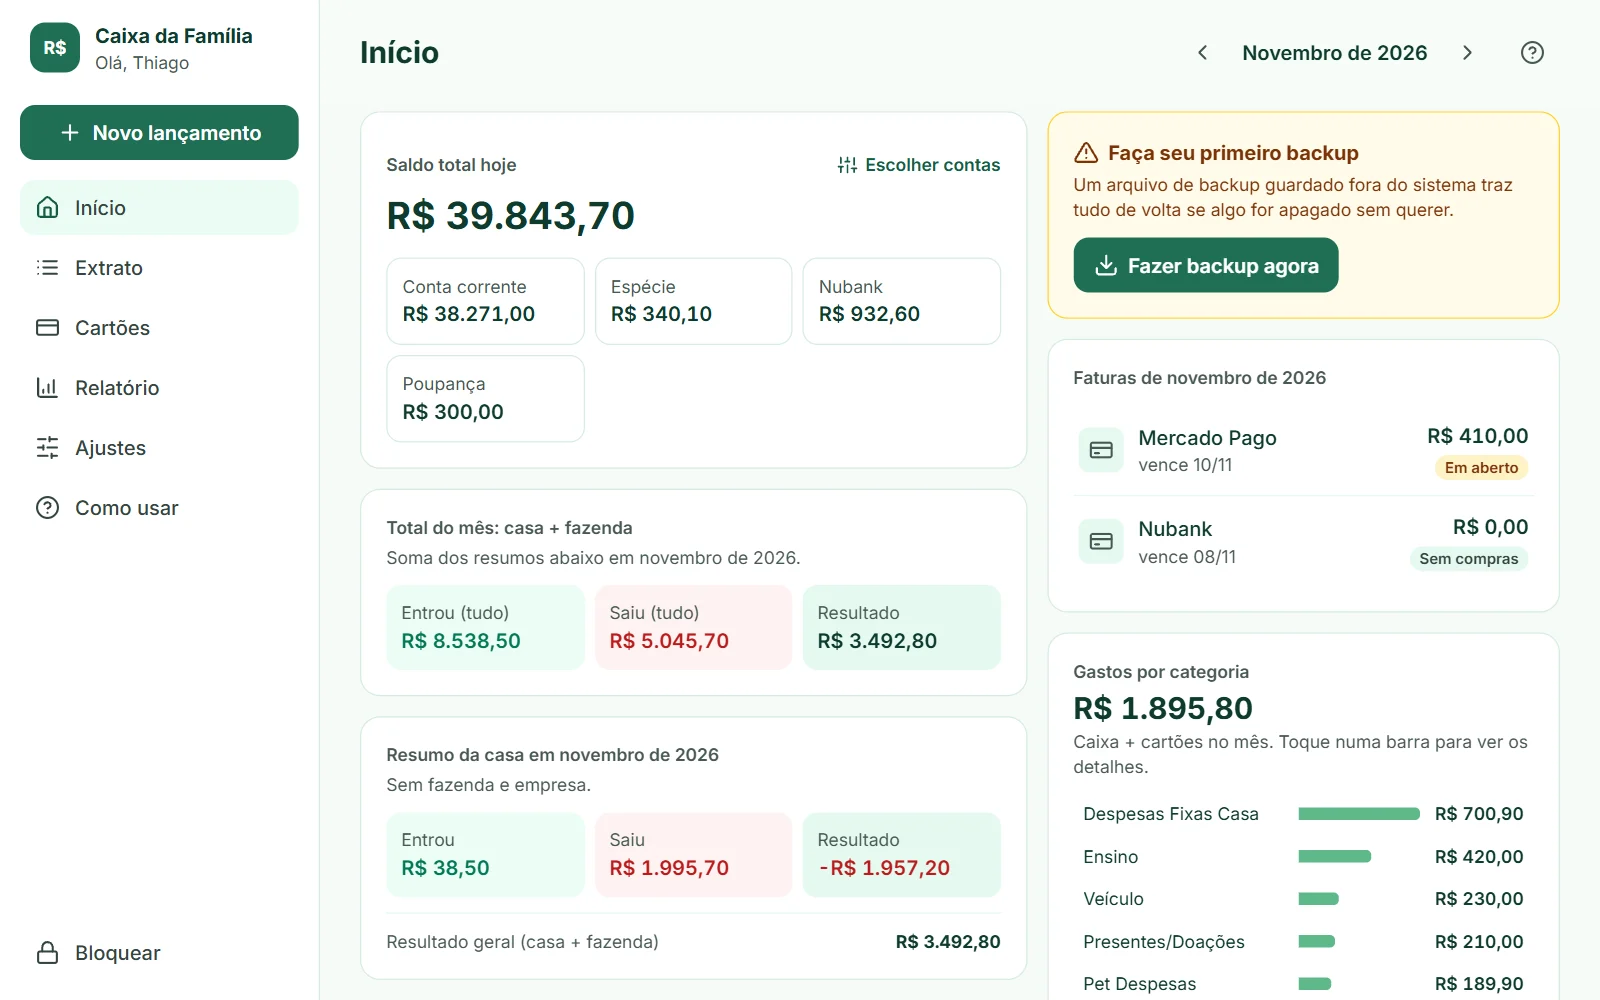 R$
Caixa da Família
Olá, Thiago
Novo lançamento
Início
Extrato
Cartões
Relatório
Ajustes
Como usar
Bloquear
Início
Novembro de 2026
Saldo total hoje
Escolher contas
R$ 39.843,70
Conta corrente
R$ 38.271,00
Espécie
R$ 340,10
Nubank
R$ 932,60
Poupança
R$ 300,00
Total do mês: casa + fazenda
Soma dos resumos abaixo em novembro de 2026.
Entrou (tudo)
R$ 8.538,50
Saiu (tudo)
R$ 5.045,70
Resultado
R$ 3.492,80
Resumo da casa em novembro de 2026
Sem fazenda e empresa.
Entrou
R$ 38,50
Saiu
R$ 1.995,70
Resultado
-R$ 1.957,20
Resultado geral (casa + fazenda)
R$ 3.492,80
Faça seu primeiro backup
Um arquivo de backup guardado fora do sistema traz
tudo de volta se algo for apagado sem querer.
Fazer backup agora
Faturas de novembro de 2026
Mercado Pago
vence 10/11
R$ 410,00
Em aberto
Nubank
vence 08/11
R$ 0,00
Sem compras
Gastos por categoria
R$ 1.895,80
Caixa + cartões no mês. Toque numa barra para ver os
detalhes.
Despesas Fixas Casa R$ 700,90
Ensino R$ 420,00
Veículo R$ 230,00
Presentes/Doações R$ 210,00
Pet Despesas R$ 189,90